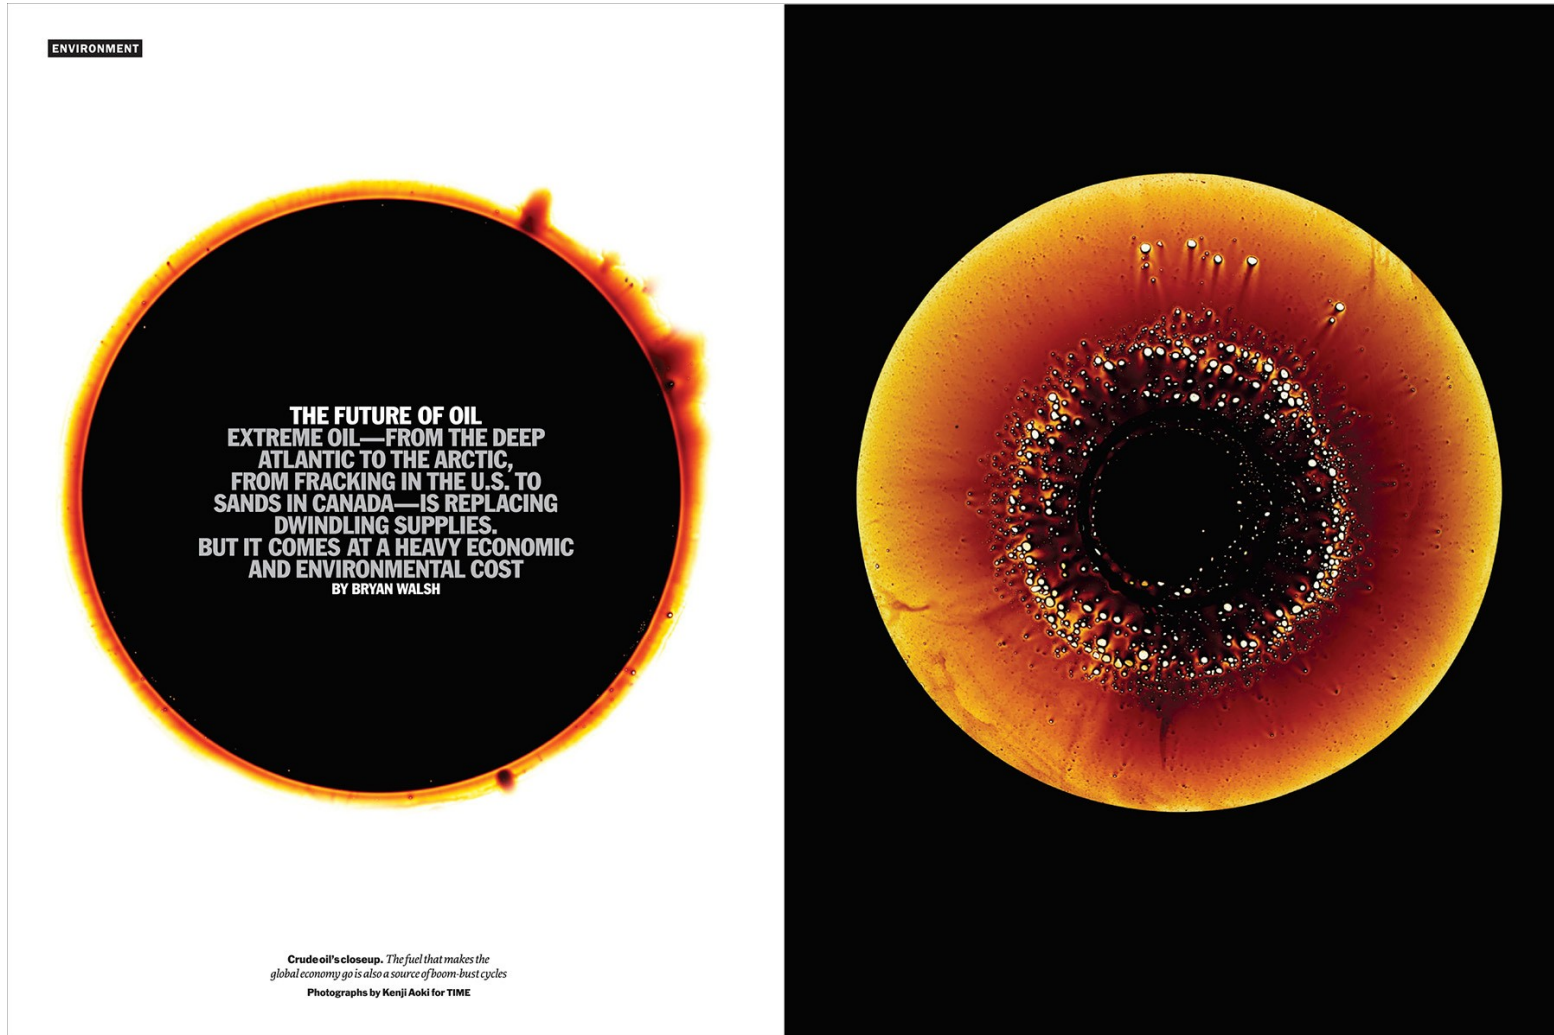 ENVIRONMENT
THE FUTURE OF OIL
EXTREME OIL—FROM THE DEEP
ATLANTIC TO THE ARCTIC,
FROM FRACKING IN THE U.S. TO
SANDS IN CANADA—IS REPLACING
DWINDLING SUPPLIES.
BUT IT COMES AT A HEAVY ECONOMIC
AND ENVIRONMENTAL COST
BY BRYAN WALSH
Crude oil's closeup. The fuel that makes the
global economy go is also a source of boom-bust cycles
Photographs by Kenji Aoki for TIME